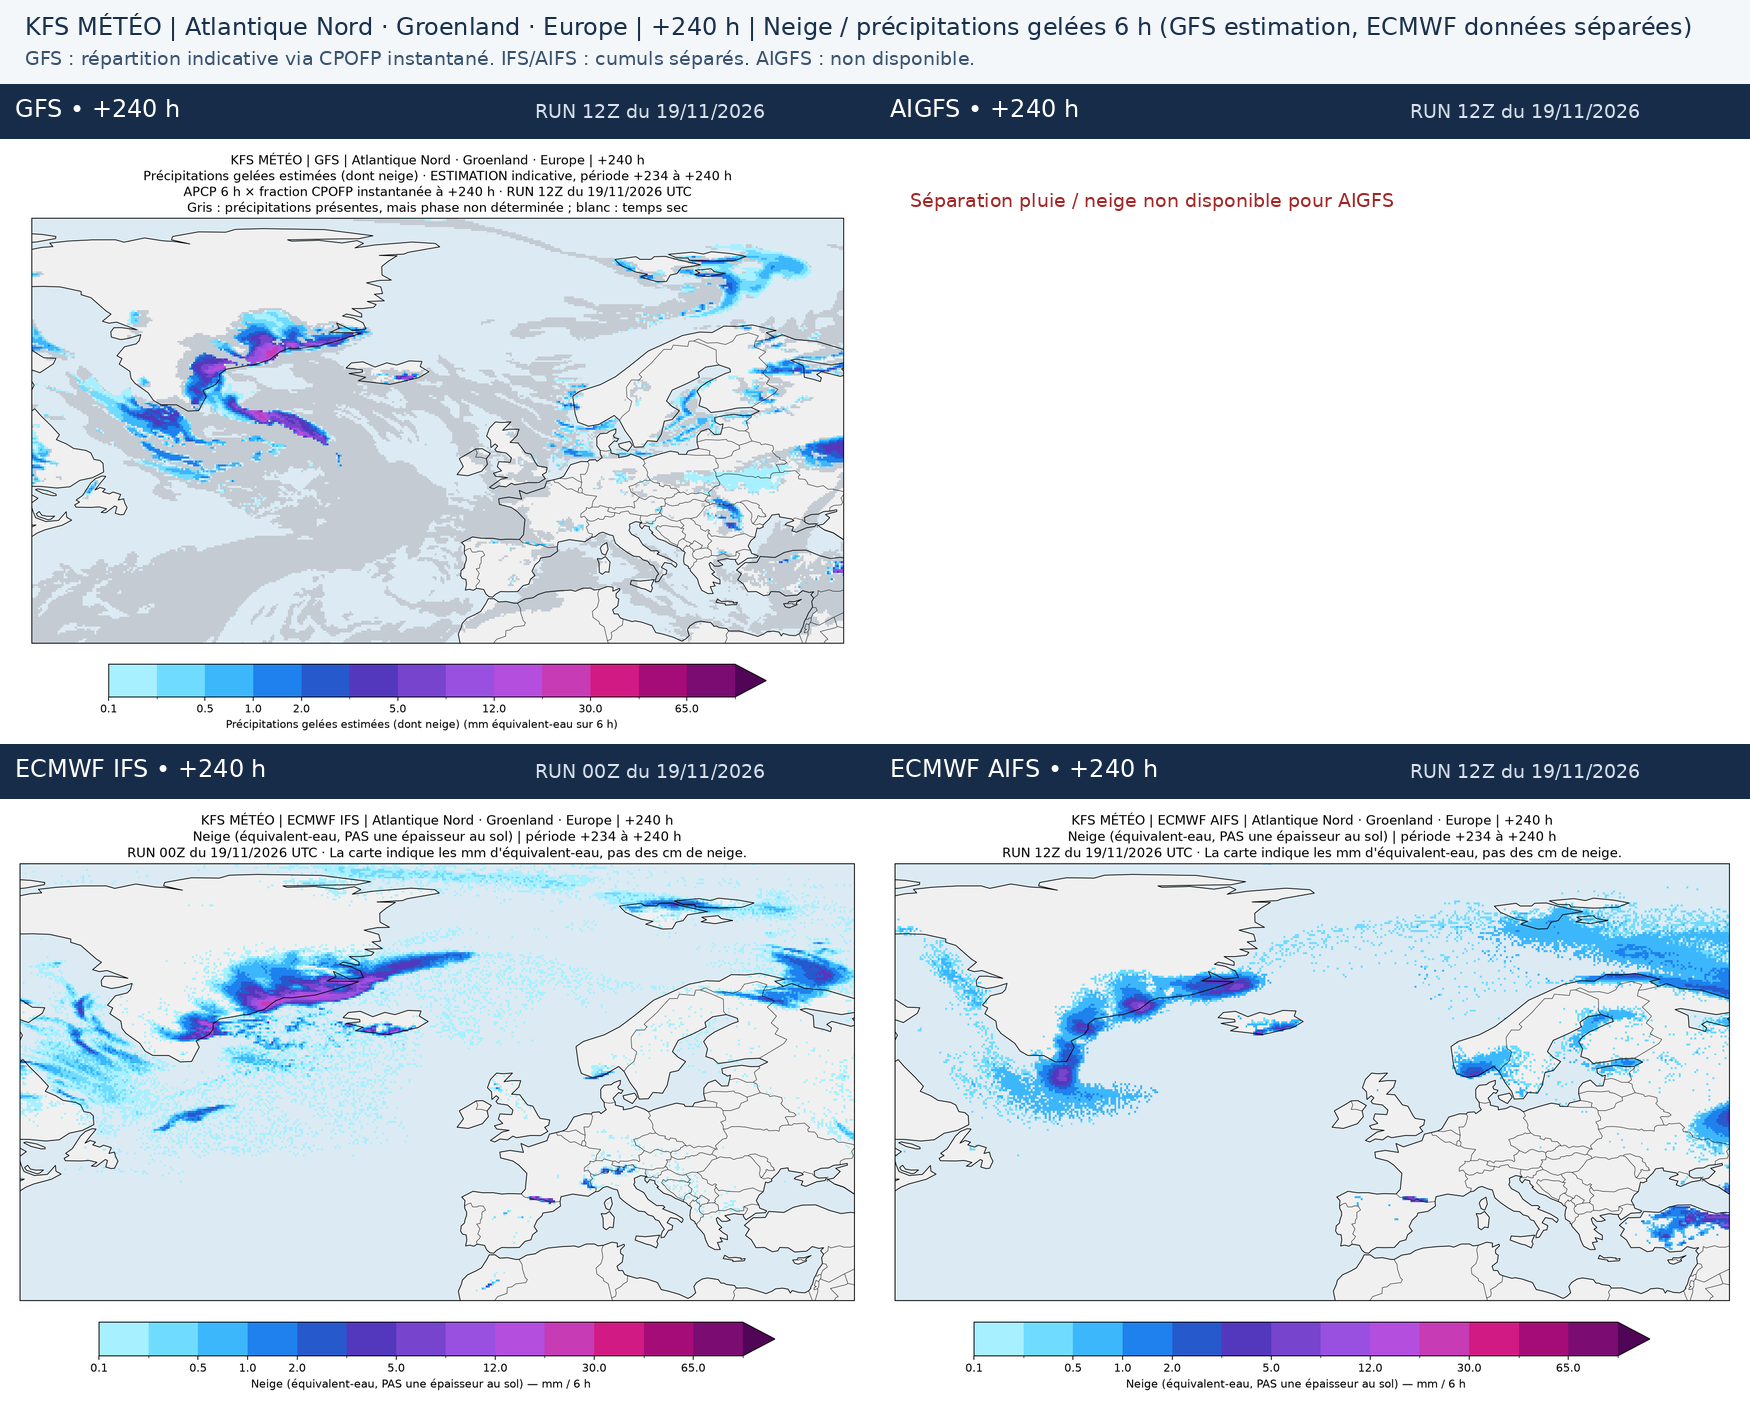 KFS MÉTÉO | Atlantique Nord · Groenland · Europe | +240 h | Neige / précipitations gelées 6 h (GFS estimation, ECMWF données séparées)
GFS : répartition indicative via CPOFP instantané. IFS/AIFS : cumuls séparés. AIGFS : non disponible.
GFS • +240 h
RUN 12Z du 19/11/2026
AIGFS • +240 h
RUN 12Z du 19/11/2026
KFS MÉTÉO | GFS | Atlantique Nord · Groenland · Europe | +240 h
Précipitations gelées estimées (dont neige) · ESTIMATION indicative, période +234 à +240 h
APCP 6 h × fraction CPOFP instantanée à +240 h · RUN 12Z du 19/11/2026 UTC
Gris : précipitations présentes, mais phase non déterminée ; blanc : temps sec
Séparation pluie / neige non disponible pour AIGFS
0.1 0.5 1.0 2.0 5.0 12.0 30.0 65.0
Précipitations gelées estimées (dont neige) (mm équivalent-eau sur 6 h)
ECMWF IFS • +240 h
RUN 00Z du 19/11/2026
ECMWF AIFS • +240 h
RUN 12Z du 19/11/2026
KFS MÉTÉO | ECMWF IFS | Atlantique Nord · Groenland · Europe | +240 h
Neige (équivalent-eau, PAS une épaisseur au sol) | période +234 à +240 h
RUN 00Z du 19/11/2026 UTC · La carte indique les mm d'équivalent-eau, pas des cm de neige.
0.1 0.5 1.0 2.0 5.0 12.0 30.0 65.0
Neige (équivalent-eau, PAS une épaisseur au sol) — mm / 6 h
KFS MÉTÉO | ECMWF AIFS | Atlantique Nord · Groenland · Europe | +240 h
Neige (équivalent-eau, PAS une épaisseur au sol) | période +234 à +240 h
RUN 12Z du 19/11/2026 UTC · La carte indique les mm d'équivalent-eau, pas des cm de neige.
0.1 0.5 1.0 2.0 5.0 12.0 30.0 65.0
Neige (équivalent-eau, PAS une épaisseur au sol) — mm / 6 h